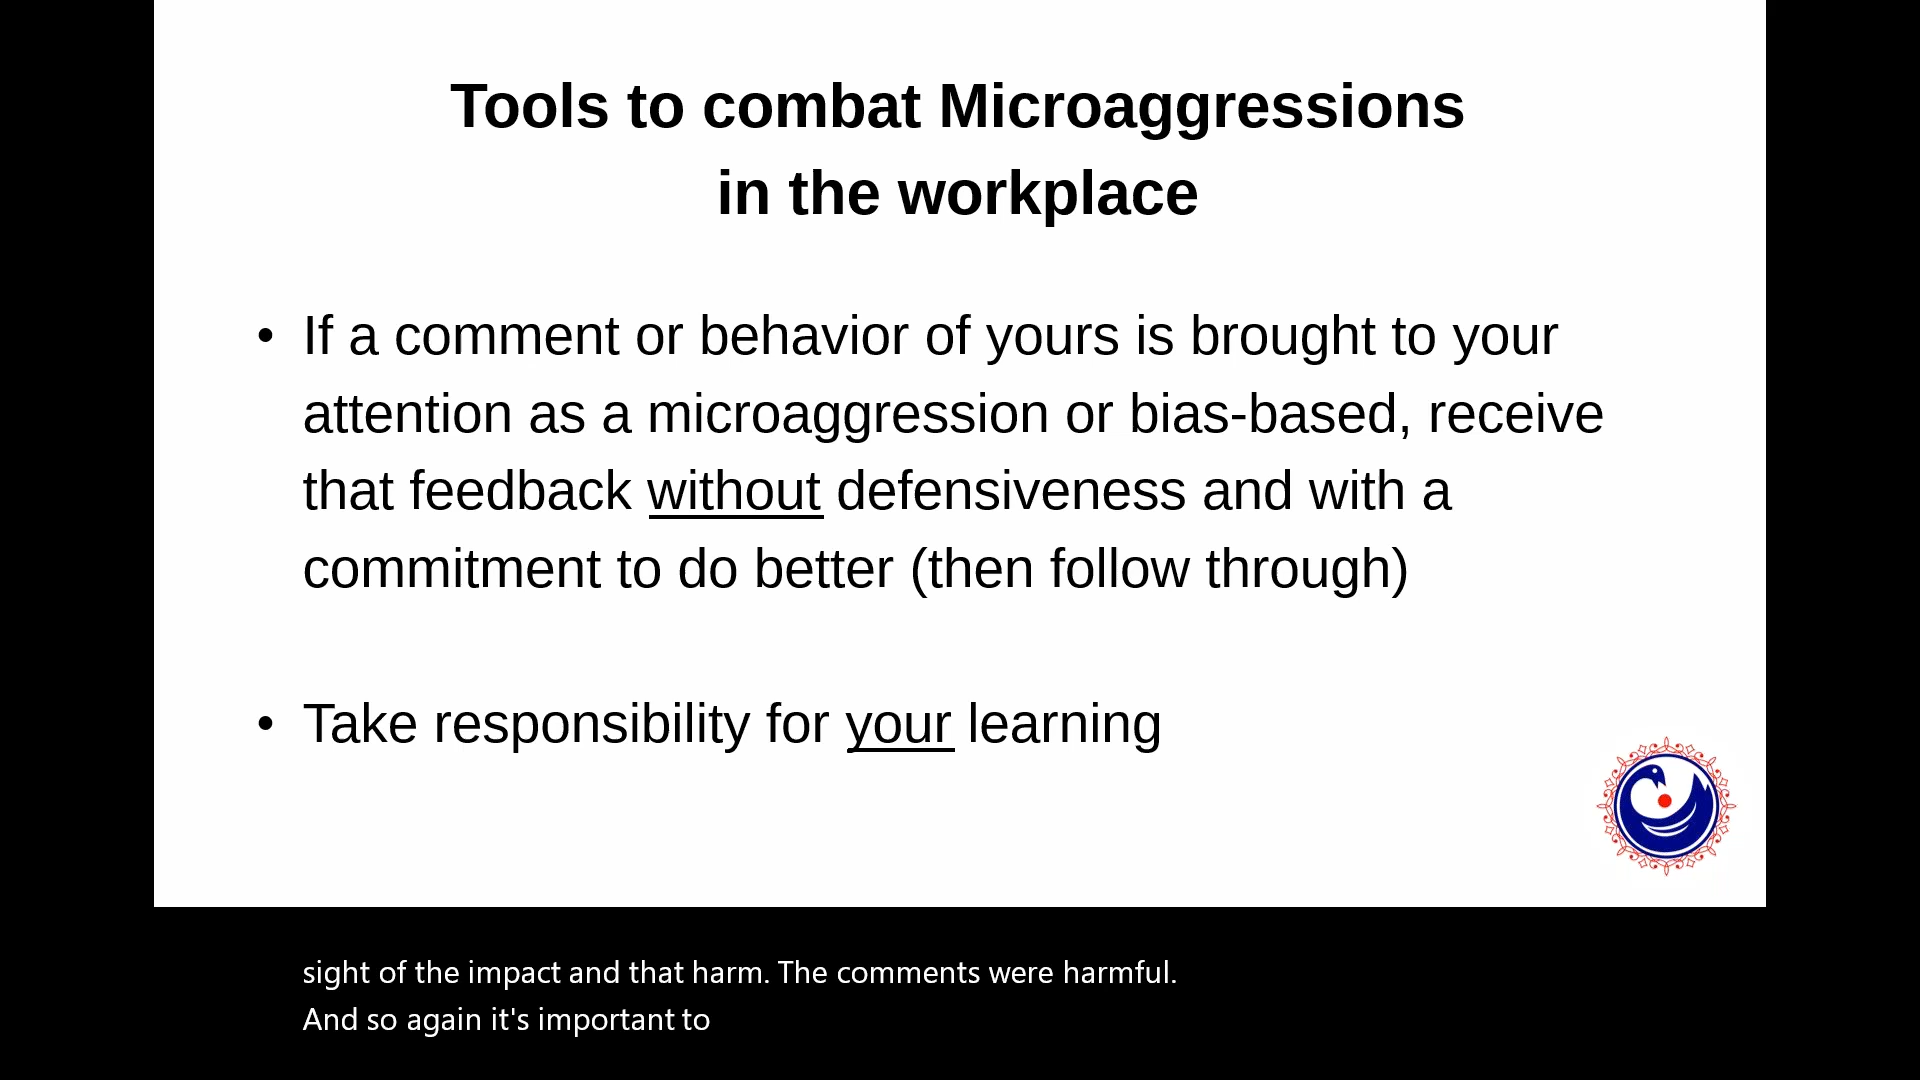 Tools to combat Microaggressions
in the workplace
• If a comment or behavior of yours is brought to your
attention as a microaggression or bias-based, receive
that feedback without defensiveness and with a
commitment to do better (then follow through)
• Take responsibility for your learning
sight of the impact and that harm. The comments were harmful.
And so again it's important to